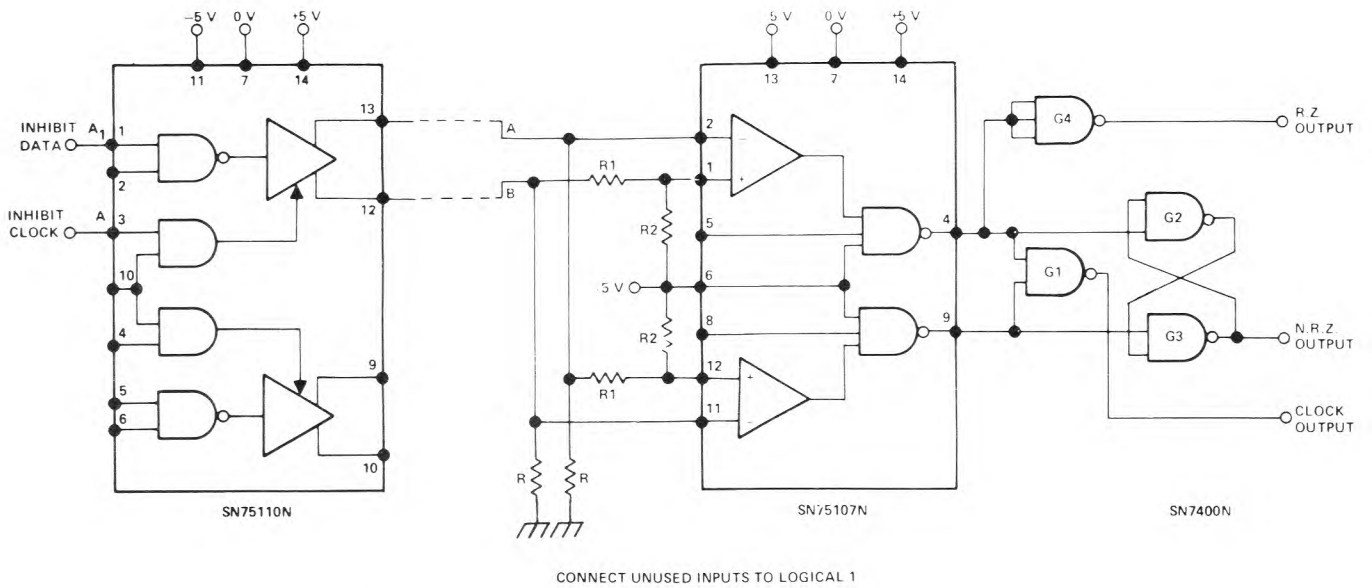 –5 V 0 V +5 V
11 7 14
INHIBIT DATA
A1 1
2
INHIBIT CLOCK
A 3
10
4
5
6
13
12
9
10
SN75110N
A
B
R1
R2
5 V
R2
R1
R R
5 V 0 V +5 V
13 7 14
2
1
5
6
8
12
11
–
+
+
–
4
9
SN75107N
G4
G2
G1
G3
R.Z OUTPUT
N.R.Z. OUTPUT
CLOCK OUTPUT
SN7400N
CONNECT UNUSED INPUTS TO LOGICAL 1